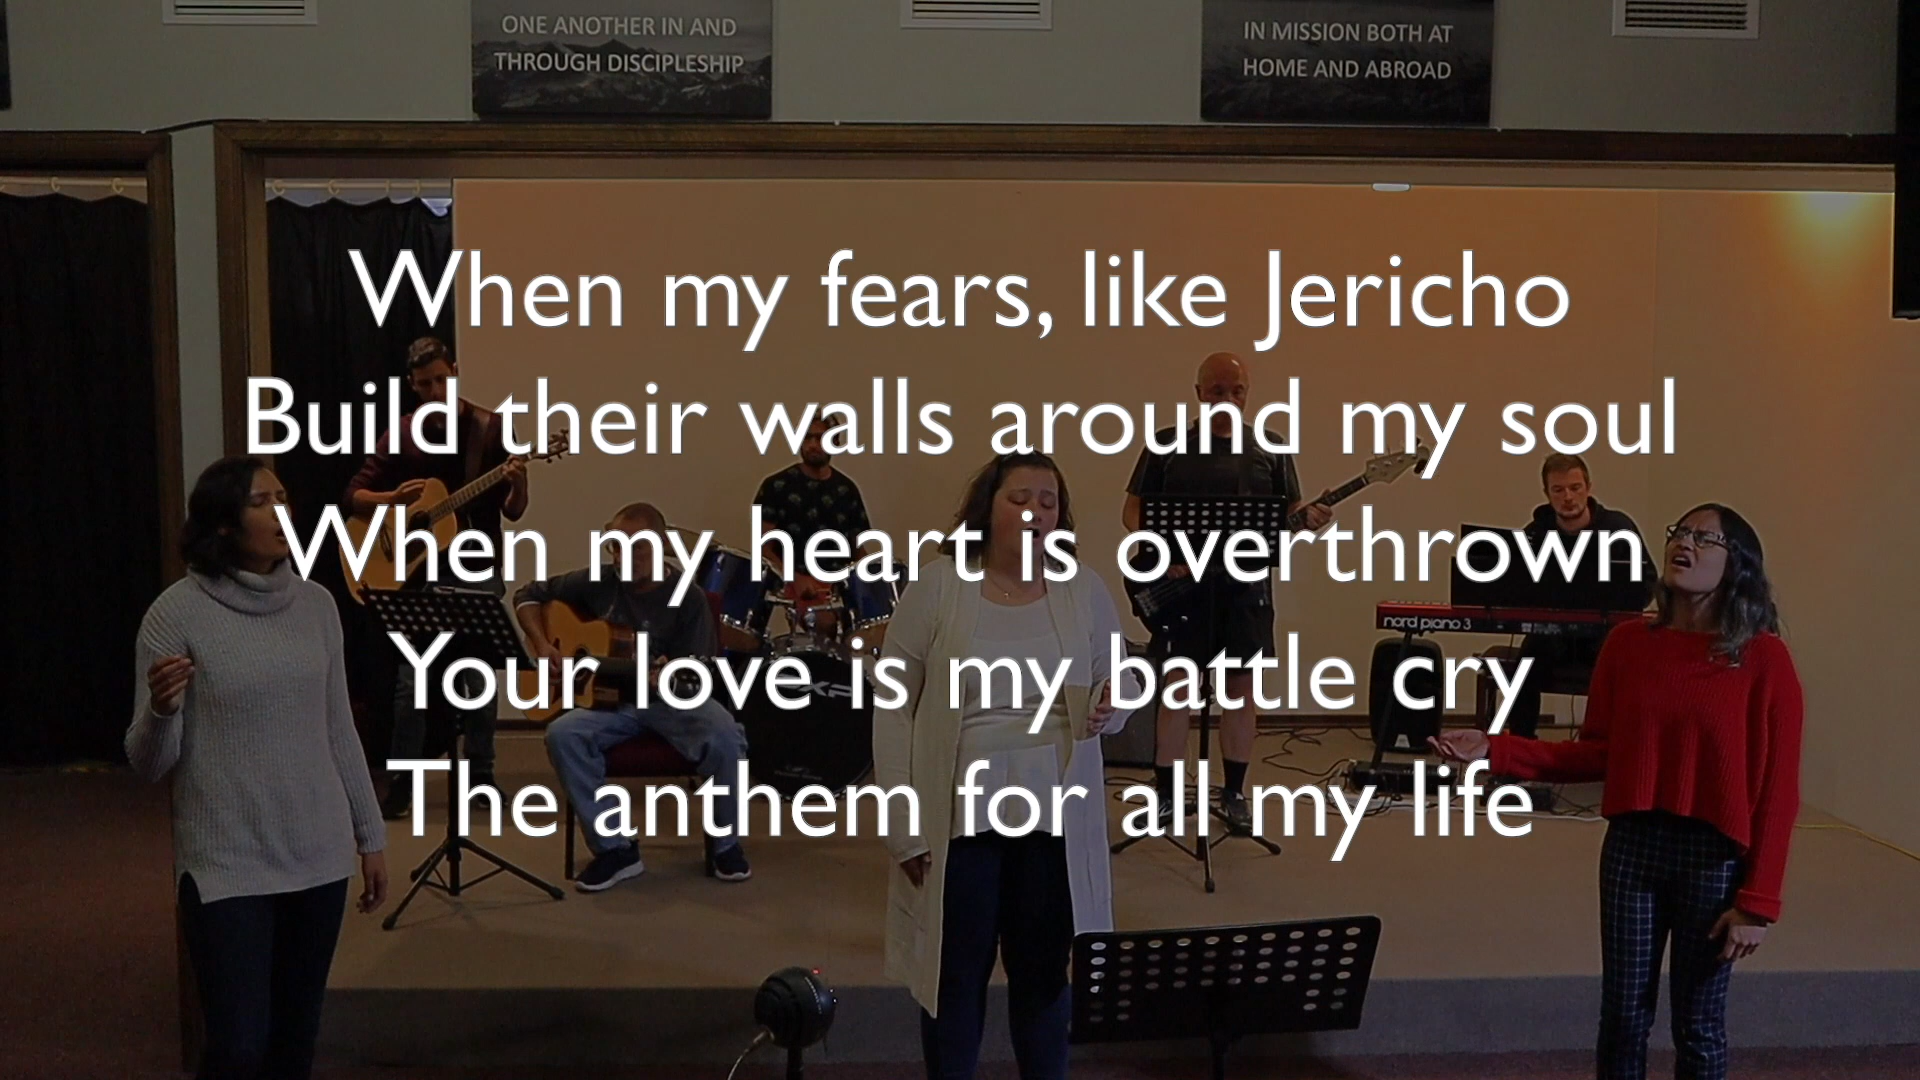 ONE ANOTHER IN AND
THROUGH DISCIPLESHIP
IN MISSION BOTH AT
HOME AND ABROAD
When my fears, like Jericho
Build their walls around my soul
When my heart is overthrown
Your love is my battle cry
The anthem for all my life
nord piano 3